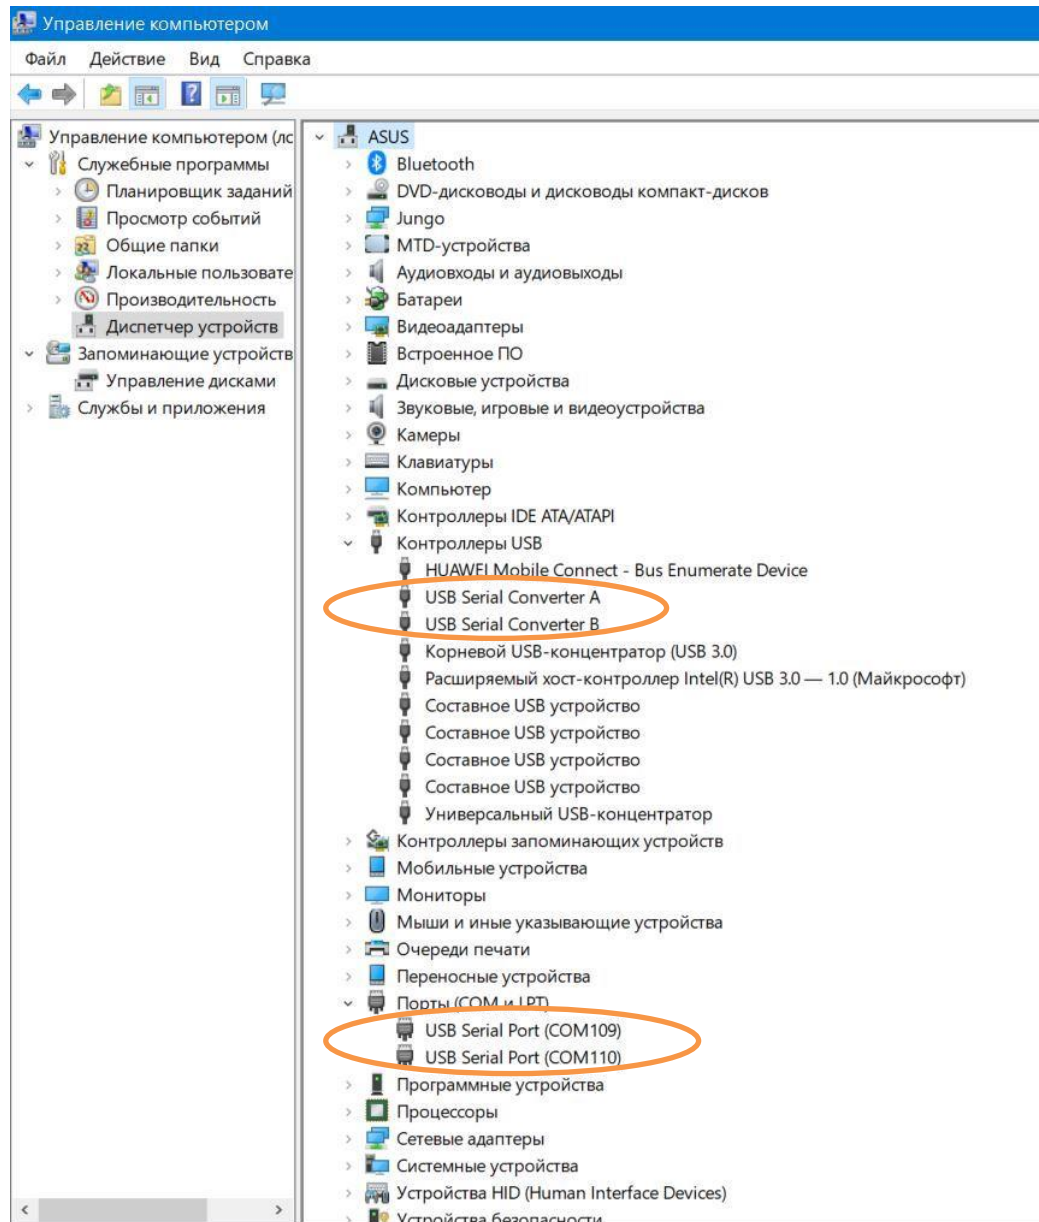 Управление компьютером
Файл Действие Вид Справка
Управление компьютером (лс
Служебные программы
Планировщик заданий
Просмотр событий
Общие папки
Локальные пользовате
Производительность
Диспетчер устройств
Запоминающие устройств
Управление дисками
Службы и приложения
ASUS
Bluetooth
DVD-дисководы и дисководы компакт-дисков
Jungo
MTD-устройства
Аудиовходы и аудиовыходы
Батареи
Видеоадаптеры
Встроенное ПО
Дисковые устройства
Звуковые, игровые и видеоустройства
Камеры
Клавиатуры
Компьютер
Контроллеры IDE ATA/ATAPI
Контроллеры USB
HUAWEI Mobile Connect - Bus Enumerate Device
USB Serial Converter A
USB Serial Converter B
Корневой USB-концентратор (USB 3.0)
Расширяемый хост-контроллер Intel(R) USB 3.0 — 1.0 (Майкрософт)
Составное USB устройство
Составное USB устройство
Составное USB устройство
Составное USB устройство
Универсальный USB-концентратор
Контроллеры запоминающих устройств
Мобильные устройства
Мониторы
Мыши и иные указывающие устройства
Очереди печати
Переносные устройства
Порты (COM и LPT)
USB Serial Port (COM109)
USB Serial Port (COM110)
Программные устройства
Процессоры
Сетевые адаптеры
Системные устройства
Устройства HID (Human Interface Devices)
Устройства безопасности